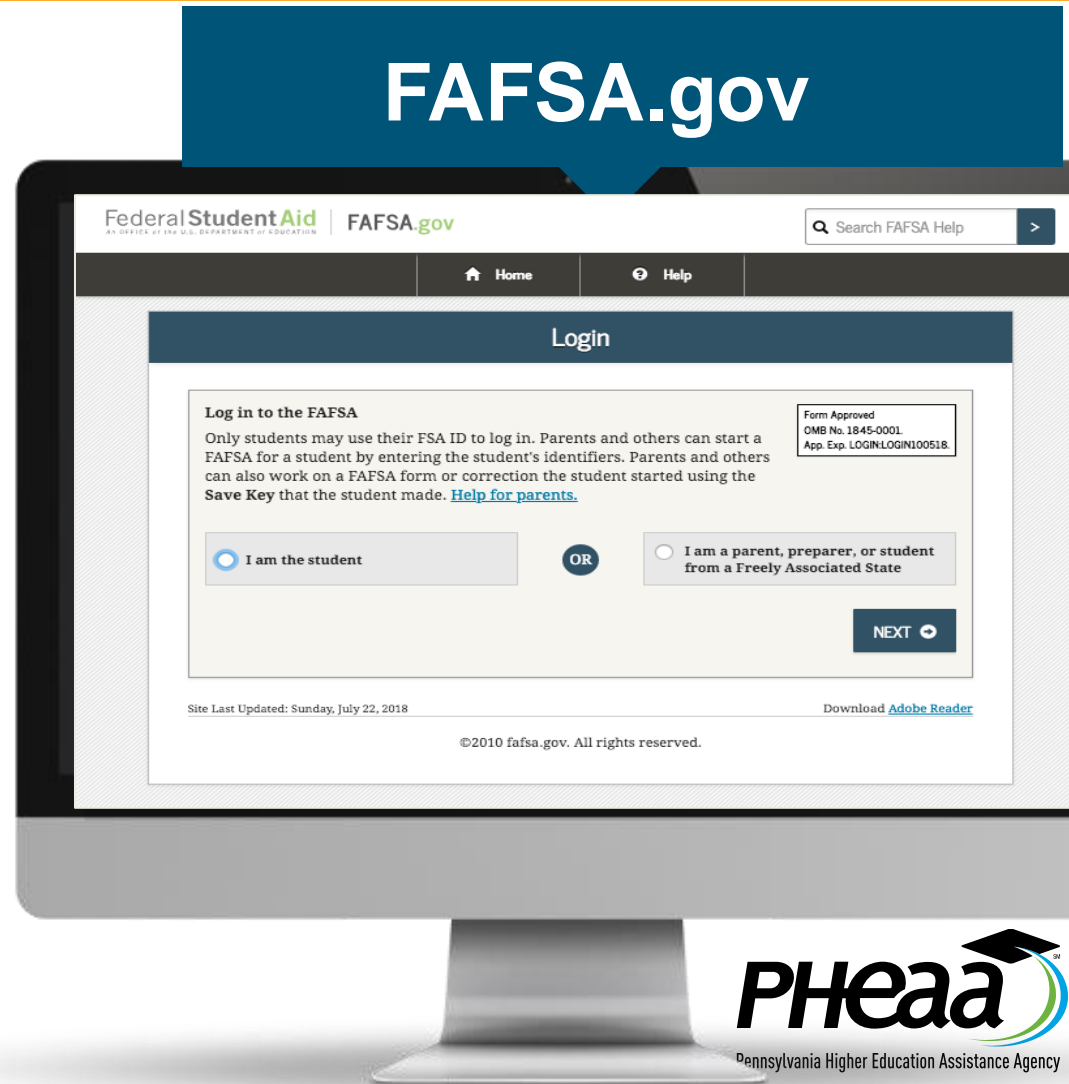 FAFSA.gov
Federal Student Aid
An OFFICE of the U.S. DEPARTMENT of EDUCATION
FAFSA.gov
Search FAFSA Help
>
Home
Help
Login
Log in to the FAFSA
Only students may use their FSA ID to log in. Parents and others can start a
FAFSA for a student by entering the student's identifiers. Parents and others
can also work on a FAFSA form or correction the student started using the
Save Key that the student made. Help for parents.
Form Approved
OMB No. 1845-0001.
App. Exp. LOGIN:LOGIN100518.
I am the student
OR
I am a parent, preparer, or student
from a Freely Associated State
NEXT
Site Last Updated: Sunday, July 22, 2018
Download Adobe Reader
©2010 fafsa.gov. All rights reserved.
PHEAA
SM
Pennsylvania Higher Education Assistance Agency